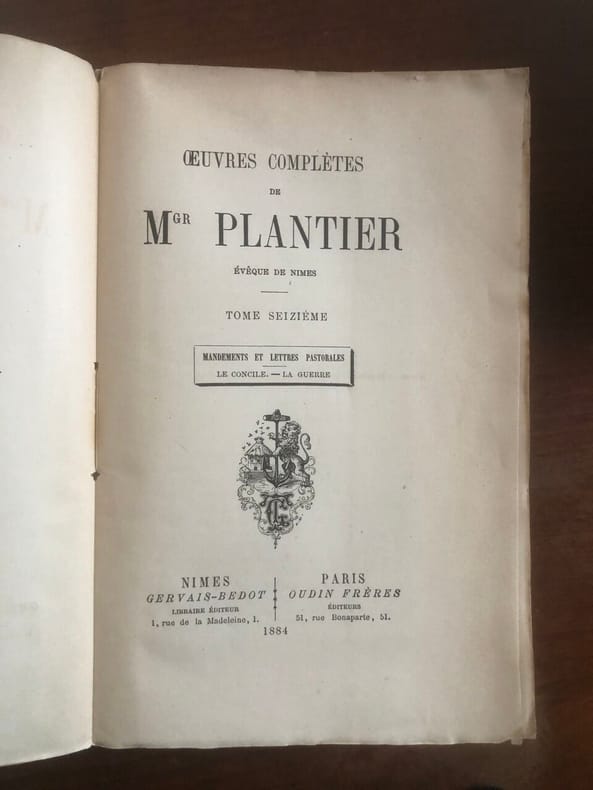 ŒUVRES COMPLÈTES
DE
MGR PLANTIER
ÉVÊQUE DE NIMES
TOME SEIZIÉME
MANDEMENTS ET LETTRES PASTORALES
LE CONCILE. — LA GUERRE
NIMES
GERVAIS-BEDOT
LIBRAIRE ÉDITEUR
1, rue de la Madeleine, 1.
PARIS
OUDIN FRÈRES
ÉDITEURS
51, rue Bonaparte, 51.
1884